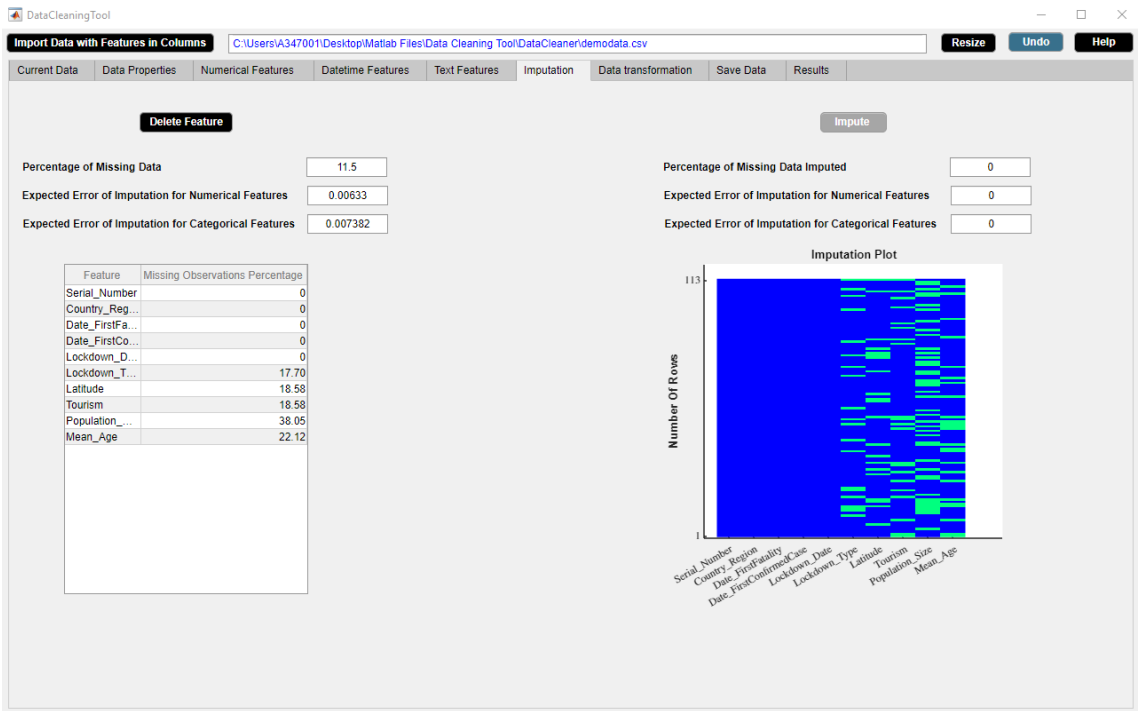 DataCleaningTool
Import Data with Features in Columns C:\Users\A347001\Desktop\Matlab Files\Data Cleaning Tool\DataCleaner\demodata.csv Resize Undo Help
Current Data Data Properties Numerical Features Datetime Features Text Features Imputation Data transformation Save Data Results
Delete Feature
Percentage of Missing Data 11.5
Expected Error of Imputation for Numerical Features 0.00633
Expected Error of Imputation for Categorical Features 0.007382
Feature Missing Observations Percentage
Serial_Number 0
Country_Reg... 0
Date_FirstFa... 0
Date_FirstCo... 0
Lockdown_D... 0
Lockdown_T... 17.70
Latitude 18.58
Tourism 18.58
Population_... 38.05
Mean_Age 22.12
Impute
Percentage of Missing Data Imputed 0
Expected Error of Imputation for Numerical Features 0
Expected Error of Imputation for Categorical Features 0
Imputation Plot
113
Number Of Rows
1
Serial_Number
Country_Region
Date_FirstFatality
Date_FirstConfirmedCase
Lockdown_Date
Lockdown_Type
Latitude
Tourism
Population_Size
Mean_Age